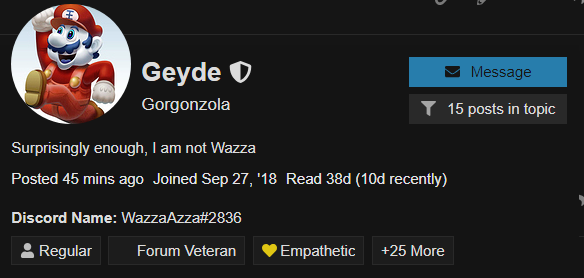 Geyde
Message
Gorgonzola
15 posts in topic
Surprisingly enough, I am not Wazza
Posted 45 mins ago Joined Sep 27, '18 Read 38d (10d recently)
Discord Name: WazzaAzza#2836
Regular Forum Veteran Empathetic +25 More